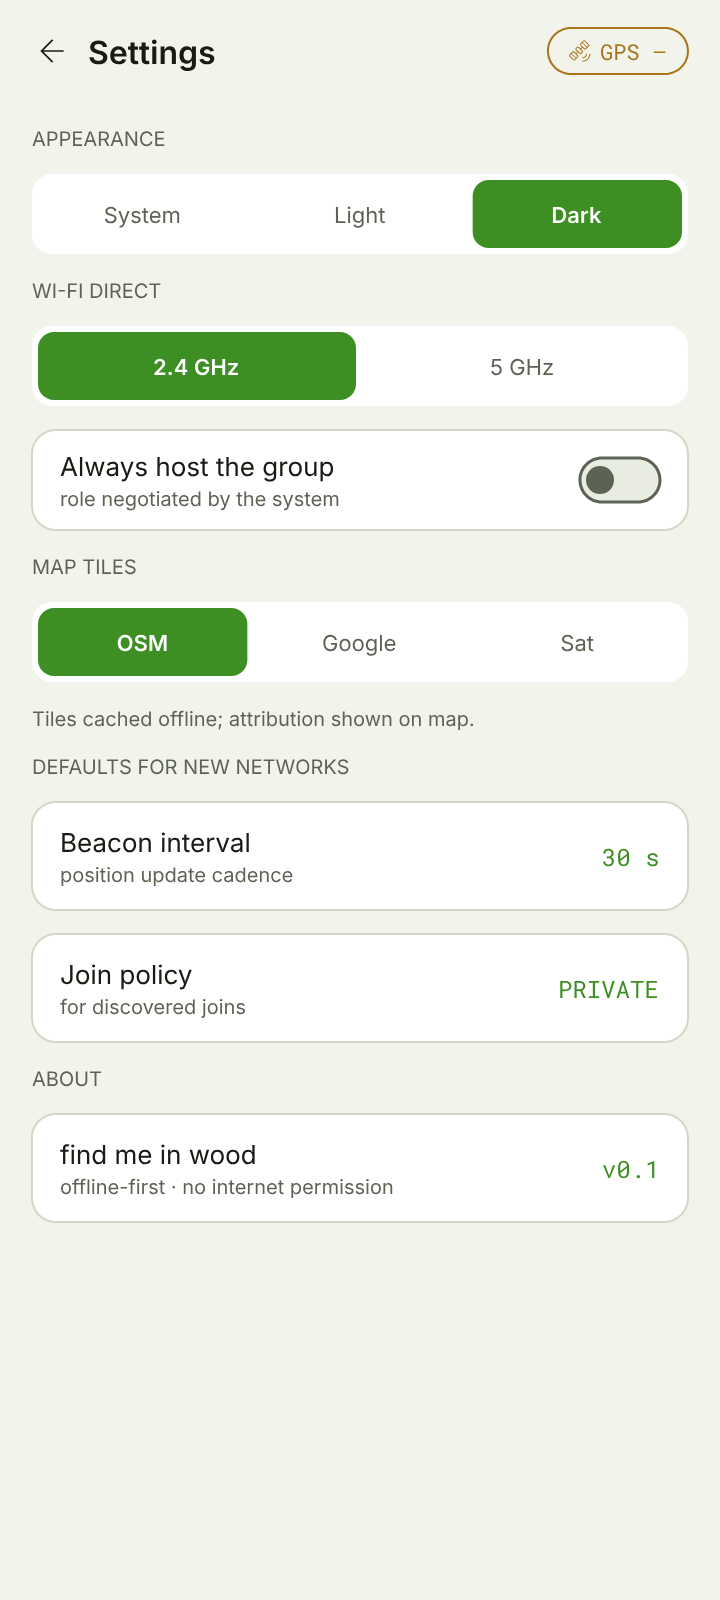 Settings
GPS —
APPEARANCE
System
Light
Dark
WI-FI DIRECT
2.4 GHz
5 GHz
Always host the group
role negotiated by the system
MAP TILES
OSM
Google
Sat
Tiles cached offline; attribution shown on map.
DEFAULTS FOR NEW NETWORKS
Beacon interval
position update cadence
30 s
Join policy
for discovered joins
PRIVATE
ABOUT
find me in wood
offline-first · no internet permission
v0.1